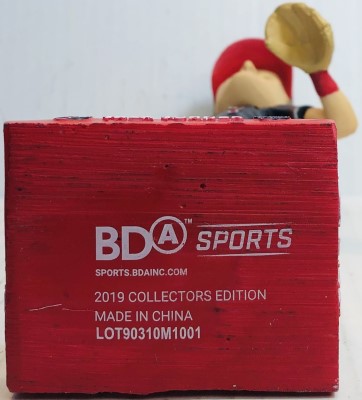 BDA™ SPORTS
SPORTS.BDAINC.COM
2019 COLLECTORS EDITION
MADE IN CHINA
LOT90310M1001